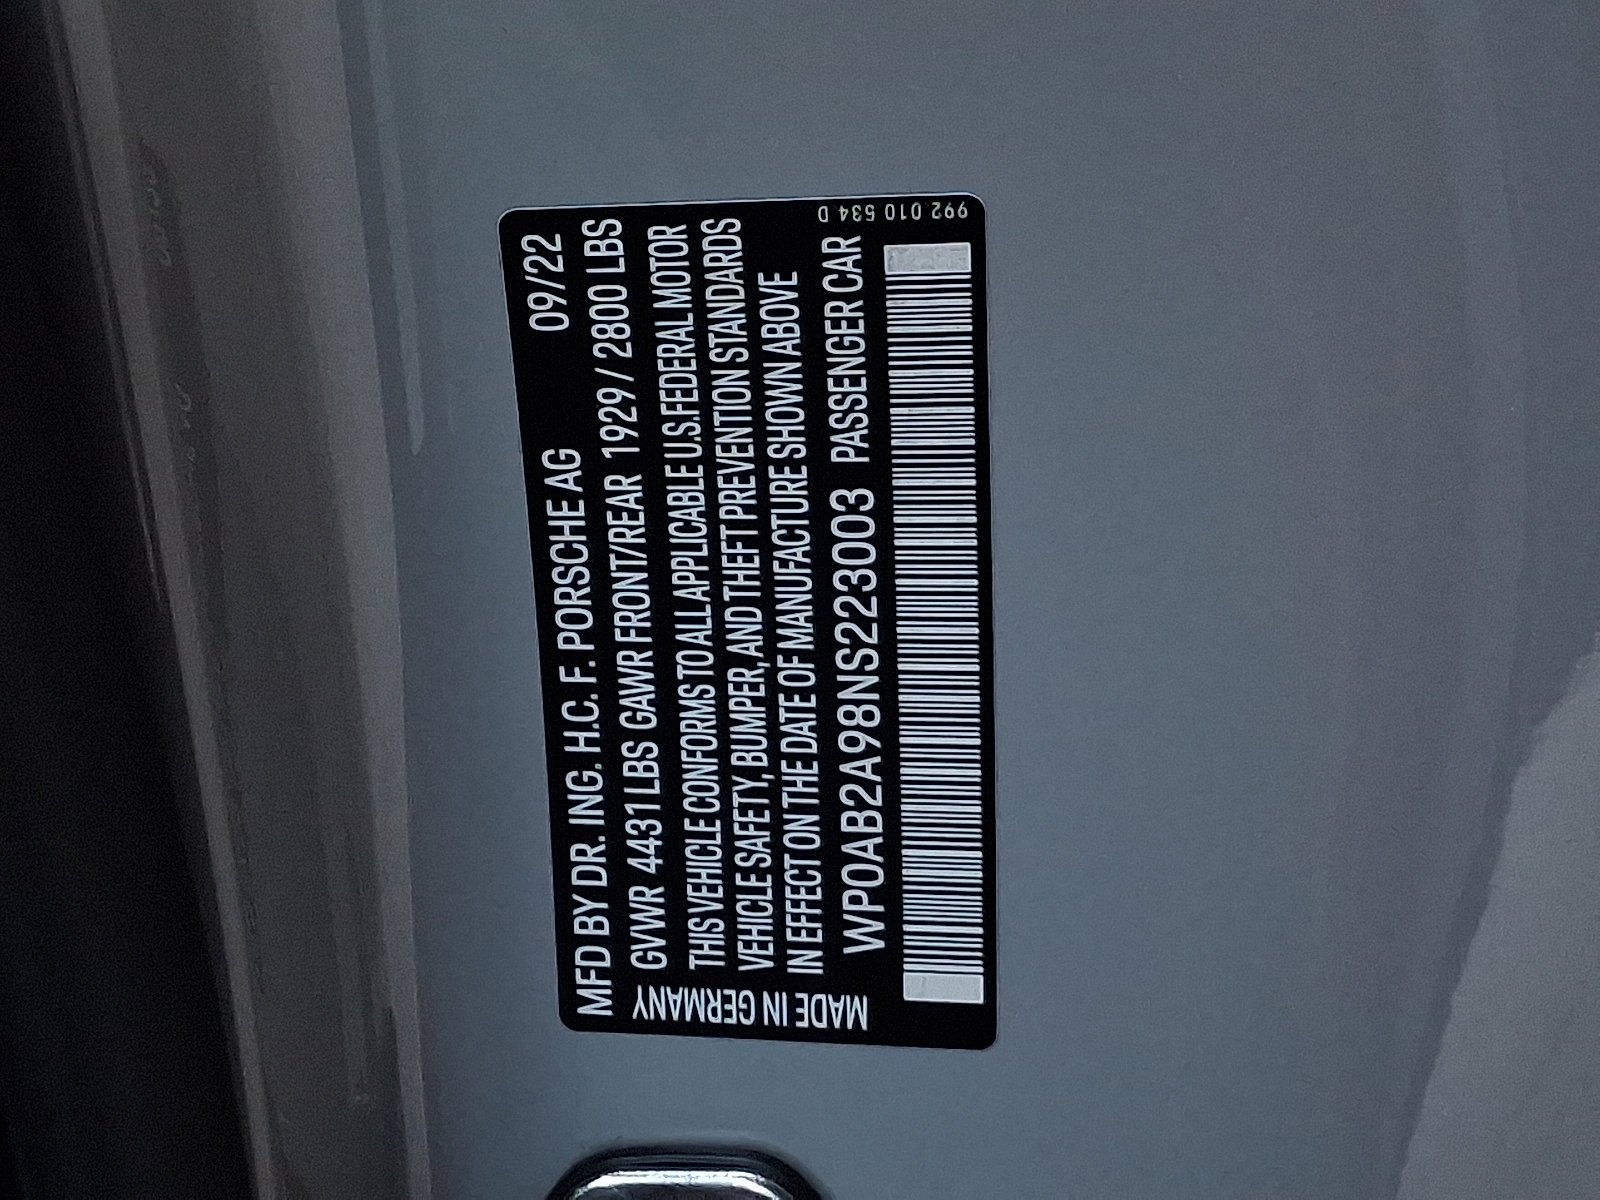 MFD BY DR. ING. H.C. F. PORSCHE AG 09/22
GVWR 4431 LBS GAWR FRONT/REAR 1929 / 2800 LBS
THIS VEHICLE CONFORMS TO ALL APPLICABLE U.S. FEDERAL MOTOR
VEHICLE SAFETY, BUMPER, AND THEFT PREVENTION STANDARDS
IN EFFECT ON THE DATE OF MANUFACTURE SHOWN ABOVE
WP0AB2A98NS223003 PASSENGER CAR
MADE IN GERMANY
992 010 534 D